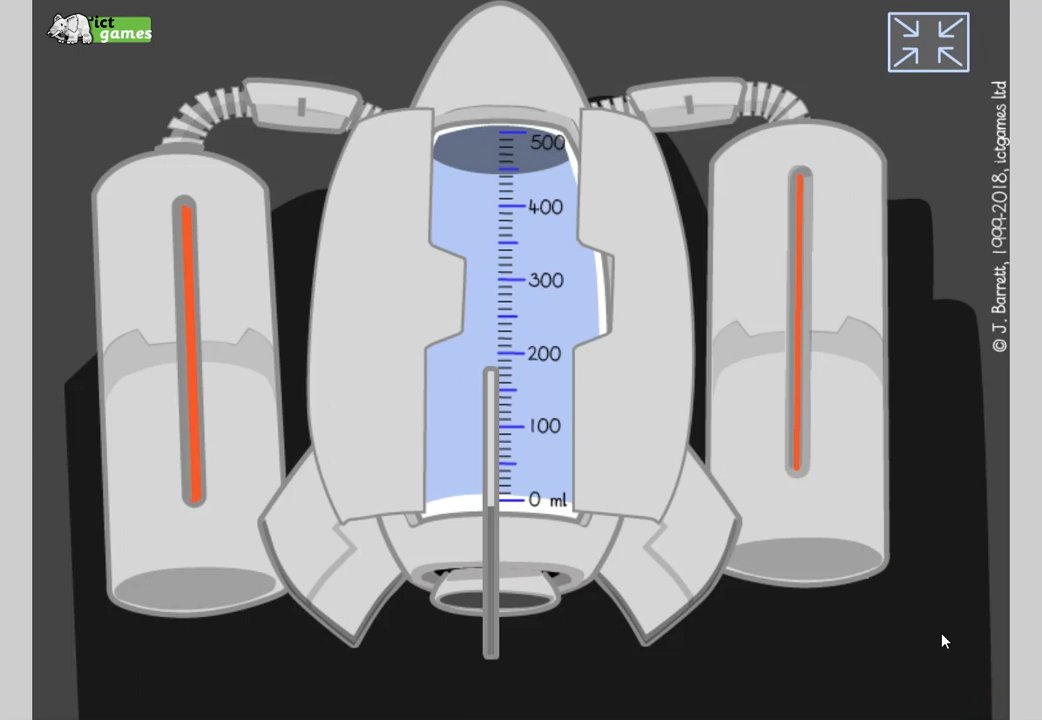 ict
games
500
400
300
200
100
0 ml
© J. Barrett, 1999-2018, ictgames ltd